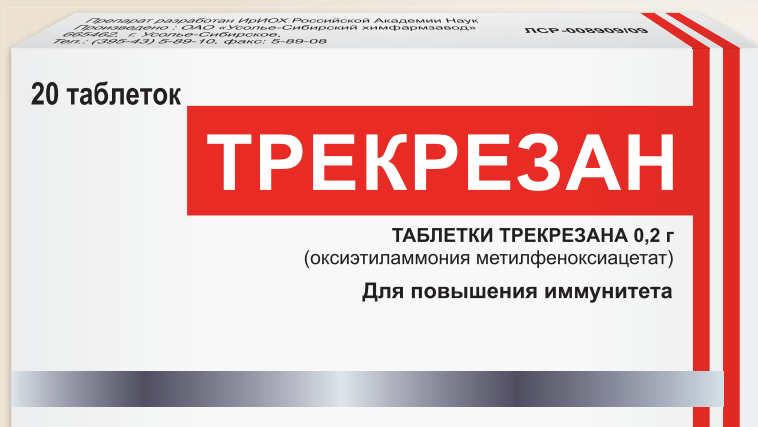 Препарат разработан ИрИОХ Российской Академии Наук
Произведено : ОАО «Усолье-Сибирский химфармзавод»
665462, г. Усолье-Сибирское,
Тел.: (395-43) 5-89-10, факс: 5-89-08
ЛСР-008909/09
20 таблеток
ТРЕКРЕЗАН
ТАБЛЕТКИ ТРЕКРЕЗАНА 0,2 г
(оксиэтиламмония метилфеноксиацетат)
Для повышения иммунитета